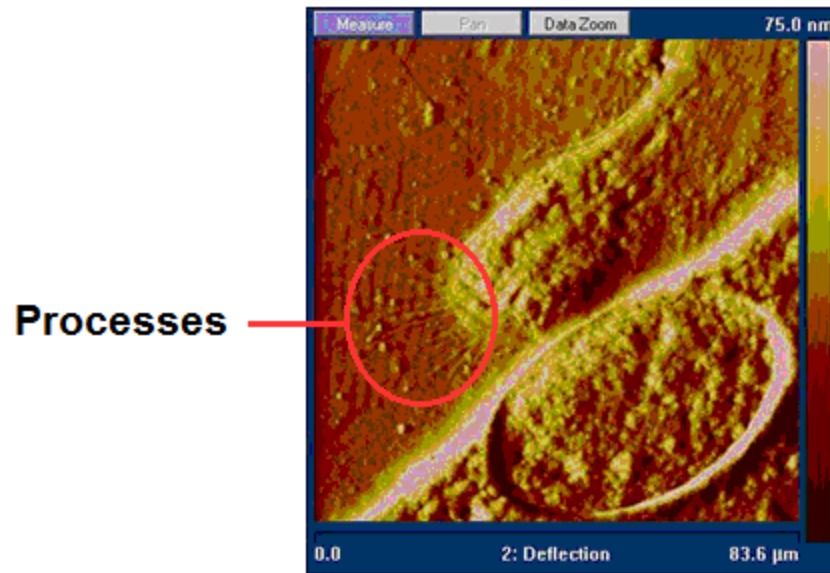 Measure Pan Data Zoom 75.0 nm
Processes
0.0 2: Deflection 83.6 µm